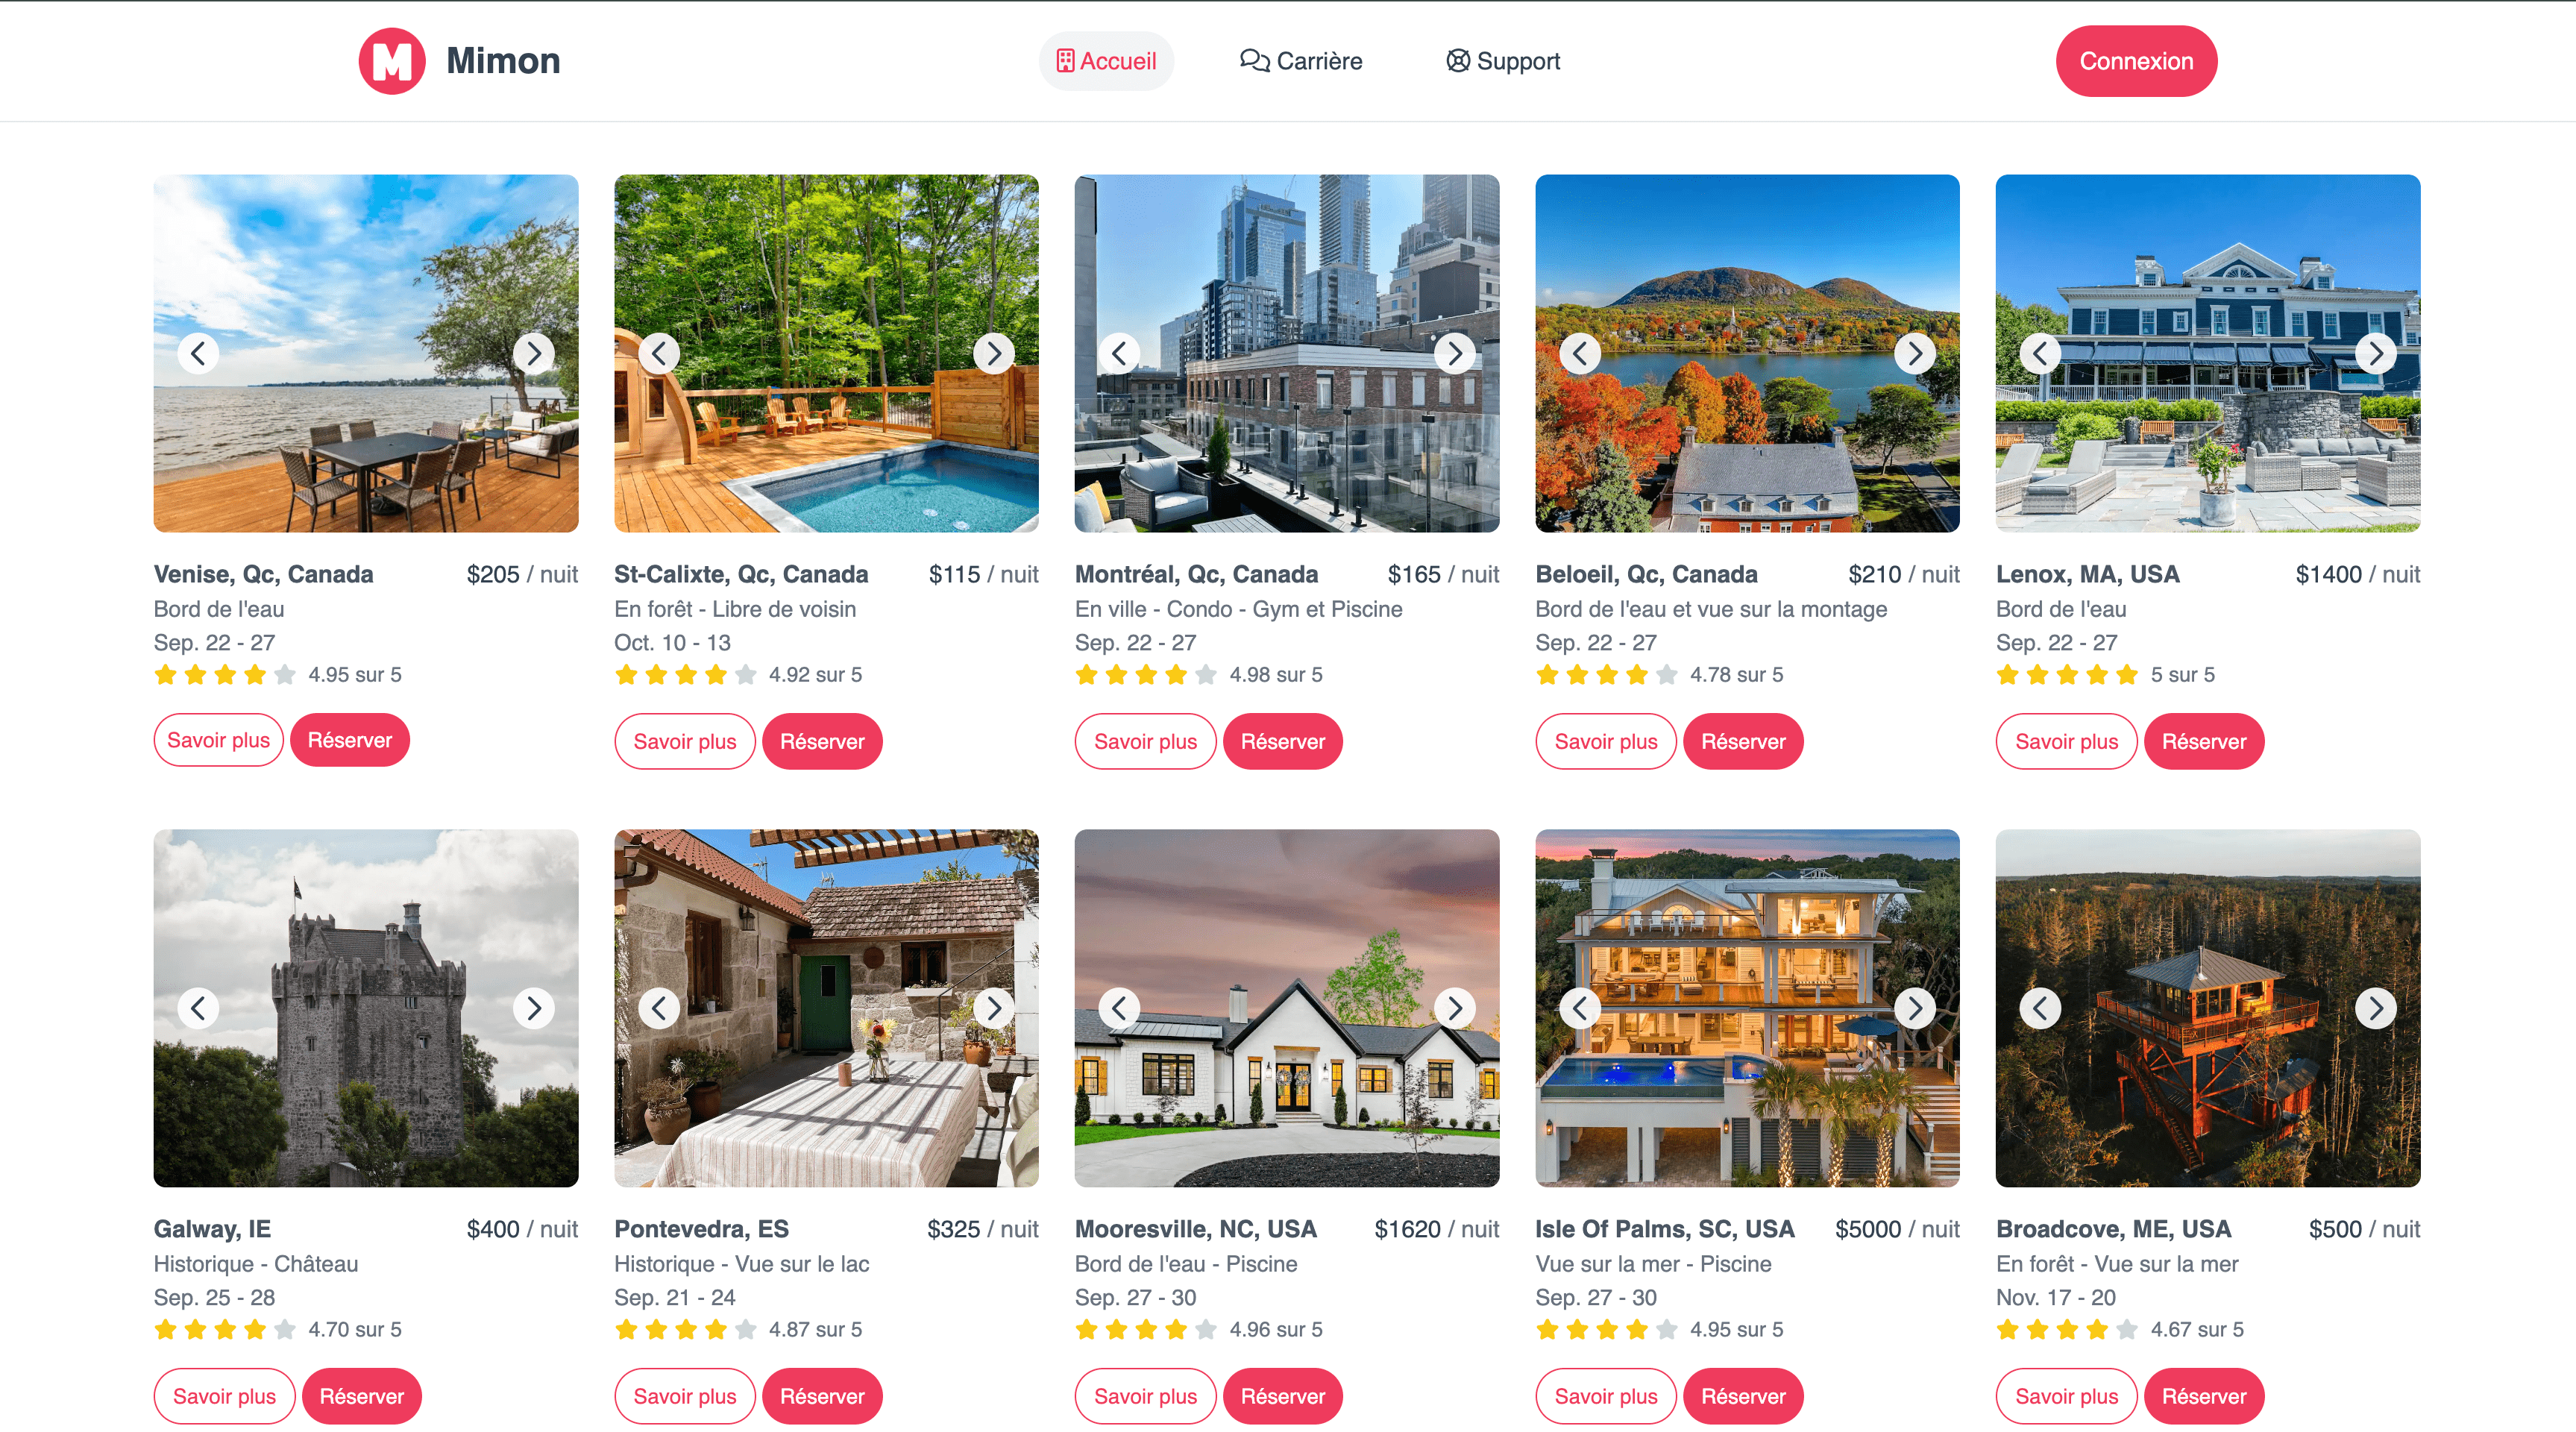 M Mimon
Accueil
Carrière
Support
Connexion
Venise, Qc, Canada $205 / nuit
Bord de l'eau
Sep. 22 - 27
4.95 sur 5
Savoir plus Réserver
St-Calixte, Qc, Canada $115 / nuit
En forêt - Libre de voisin
Oct. 10 - 13
4.92 sur 5
Savoir plus Réserver
Montréal, Qc, Canada $165 / nuit
En ville - Condo - Gym et Piscine
Sep. 22 - 27
4.98 sur 5
Savoir plus Réserver
Beloeil, Qc, Canada $210 / nuit
Bord de l'eau et vue sur la montage
Sep. 22 - 27
4.78 sur 5
Savoir plus Réserver
Lenox, MA, USA $1400 / nuit
Bord de l'eau
Sep. 22 - 27
5 sur 5
Savoir plus Réserver
Galway, IE $400 / nuit
Historique - Château
Sep. 25 - 28
4.70 sur 5
Savoir plus Réserver
Pontevedra, ES $325 / nuit
Historique - Vue sur le lac
Sep. 21 - 24
4.87 sur 5
Savoir plus Réserver
Mooresville, NC, USA $1620 / nuit
Bord de l'eau - Piscine
Sep. 27 - 30
4.96 sur 5
Savoir plus Réserver
Isle Of Palms, SC, USA $5000 / nuit
Vue sur la mer - Piscine
Sep. 27 - 30
4.95 sur 5
Savoir plus Réserver
Broadcove, ME, USA $500 / nuit
En forêt - Vue sur la mer
Nov. 17 - 20
4.67 sur 5
Savoir plus Réserver